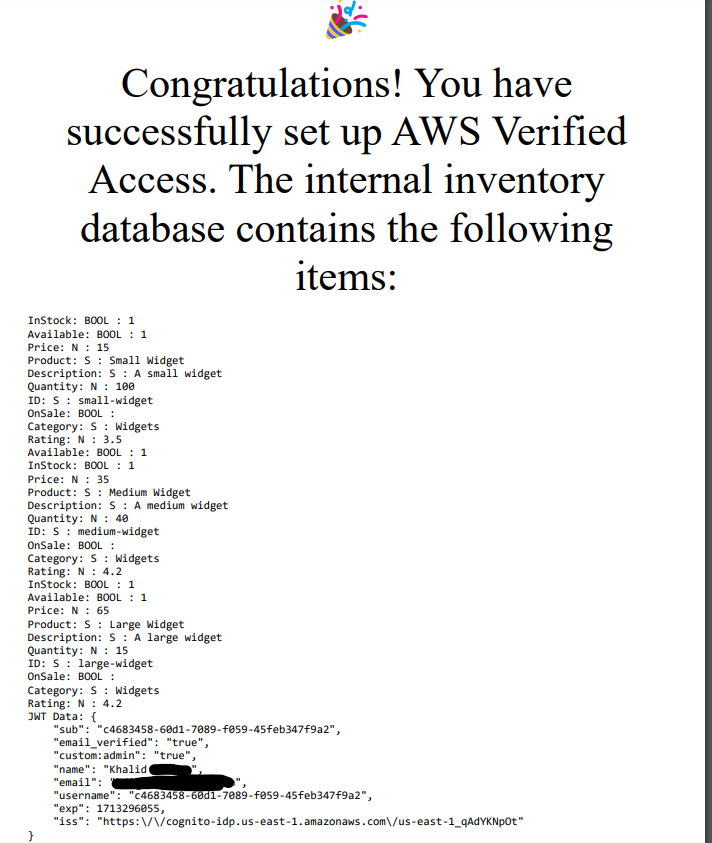 Congratulations! You have
successfully set up AWS Verified
Access. The internal inventory
database contains the following
items:
InStock: BOOL : 1
Available: BOOL : 1
Price: N : 15
Product: S : Small Widget
Description: S : A small widget
Quantity: N : 100
ID: S : small-widget
OnSale: BOOL :
Category: S : Widgets
Rating: N : 3.5
Available: BOOL : 1
InStock: BOOL : 1
Price: N : 35
Product: S : Medium Widget
Description: S : A medium widget
Quantity: N : 40
ID: S : medium-widget
OnSale: BOOL :
Category: S : Widgets
Rating: N : 4.2
InStock: BOOL : 1
Available: BOOL : 1
Price: N : 65
Product: S : Large Widget
Description: S : A large widget
Quantity: N : 15
ID: S : large-widget
OnSale: BOOL :
Category: S : Widgets
Rating: N : 4.2
JWT Data: {
"sub": "c4683458-60d1-7089-f059-45feb347f9a2",
"email_verified": "true",
"custom:admin": "true",
"name": "Khalid ",
"email": "",
"username": "c4683458-60d1-7089-f059-45feb347f9a2",
"exp": 1713296055,
"iss": "https:\/\/cognito-idp.us-east-1.amazonaws.com\/us-east-1_qAdYKNpOt"
}